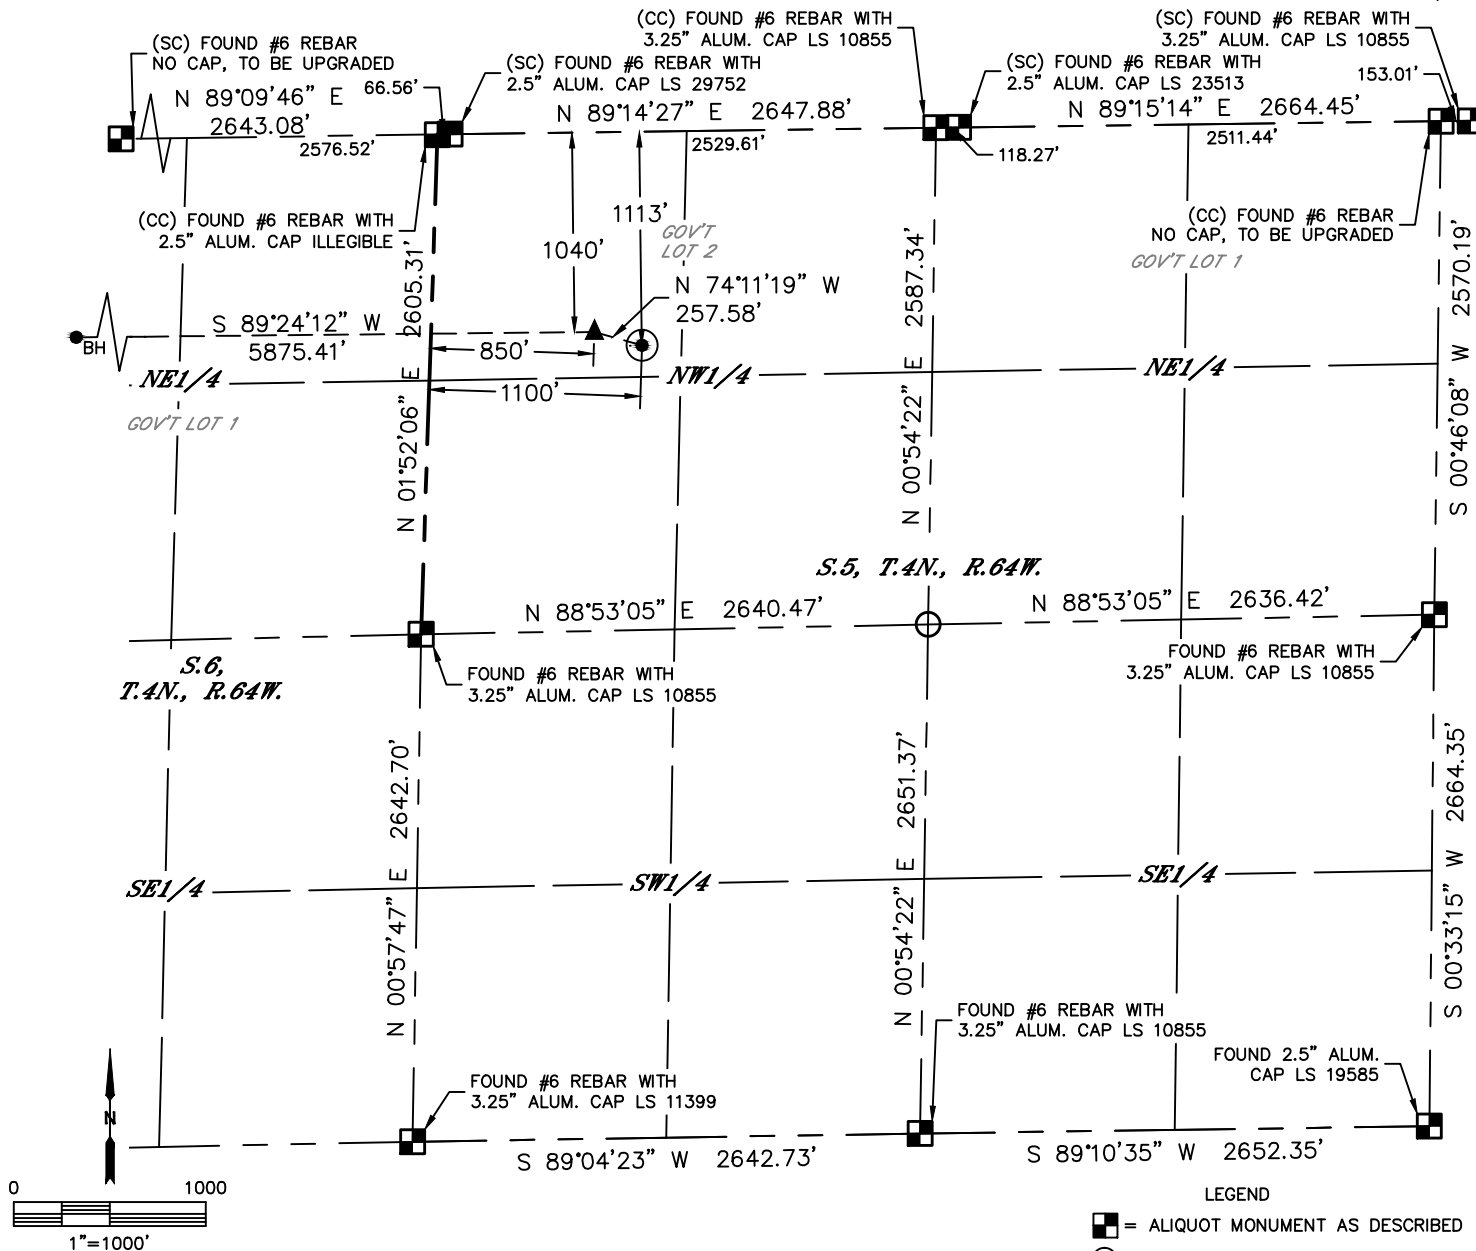 (CC) FOUND #6 REBAR WITH
3.25" ALUM. CAP LS 10855
(SC) FOUND #6 REBAR WITH
3.25" ALUM. CAP LS 10855
(SC) FOUND #6 REBAR
NO CAP, TO BE UPGRADED
(SC) FOUND #6 REBAR WITH
2.5" ALUM. CAP LS 29752
(SC) FOUND #6 REBAR WITH
2.5" ALUM. CAP LS 23513
153.01'
66.56'
N 89°09'46" E
2643.08'
2576.52'
N 89°14'27" E 2647.88'
2529.61'
118.27'
N 89°15'14" E 2664.45'
2511.44'
(CC) FOUND #6 REBAR WITH
2.5" ALUM. CAP ILLEGIBLE
1113'
1040'
GOV'T
LOT 2
(CC) FOUND #6 REBAR
NO CAP, TO BE UPGRADED
GOV'T LOT 1
N 74°11'19" W
257.58'
BH
S 89°24'12" W
5875.41'
850'
1100'
NE1/4
NW1/4
NE1/4
GOV'T LOT 1
N 01°52'06" E 2605.31'
N 00°54'22" E 2587.34'
S 00°46'08" W 2570.19'
S.5, T.4N., R.64W.
N 88°53'05" E 2640.47'
N 88°53'05" E 2636.42'
S.6,
T.4N., R.64W.
FOUND #6 REBAR WITH
3.25" ALUM. CAP LS 10855
FOUND #6 REBAR WITH
3.25" ALUM. CAP LS 10855
N 00°57'47" E 2642.70'
N 00°54'22" E 2651.37'
S 00°33'15" W 2664.35'
SE1/4
SW1/4
SE1/4
FOUND #6 REBAR WITH
3.25" ALUM. CAP LS 10855
FOUND 2.5" ALUM.
CAP LS 19585
FOUND #6 REBAR WITH
3.25" ALUM. CAP LS 11399
N
S 89°04'23" W 2642.73'
S 89°10'35" W 2652.35'
0 1000
1"=1000'
LEGEND
= ALIQUOT MONUMENT AS DESCRIBED